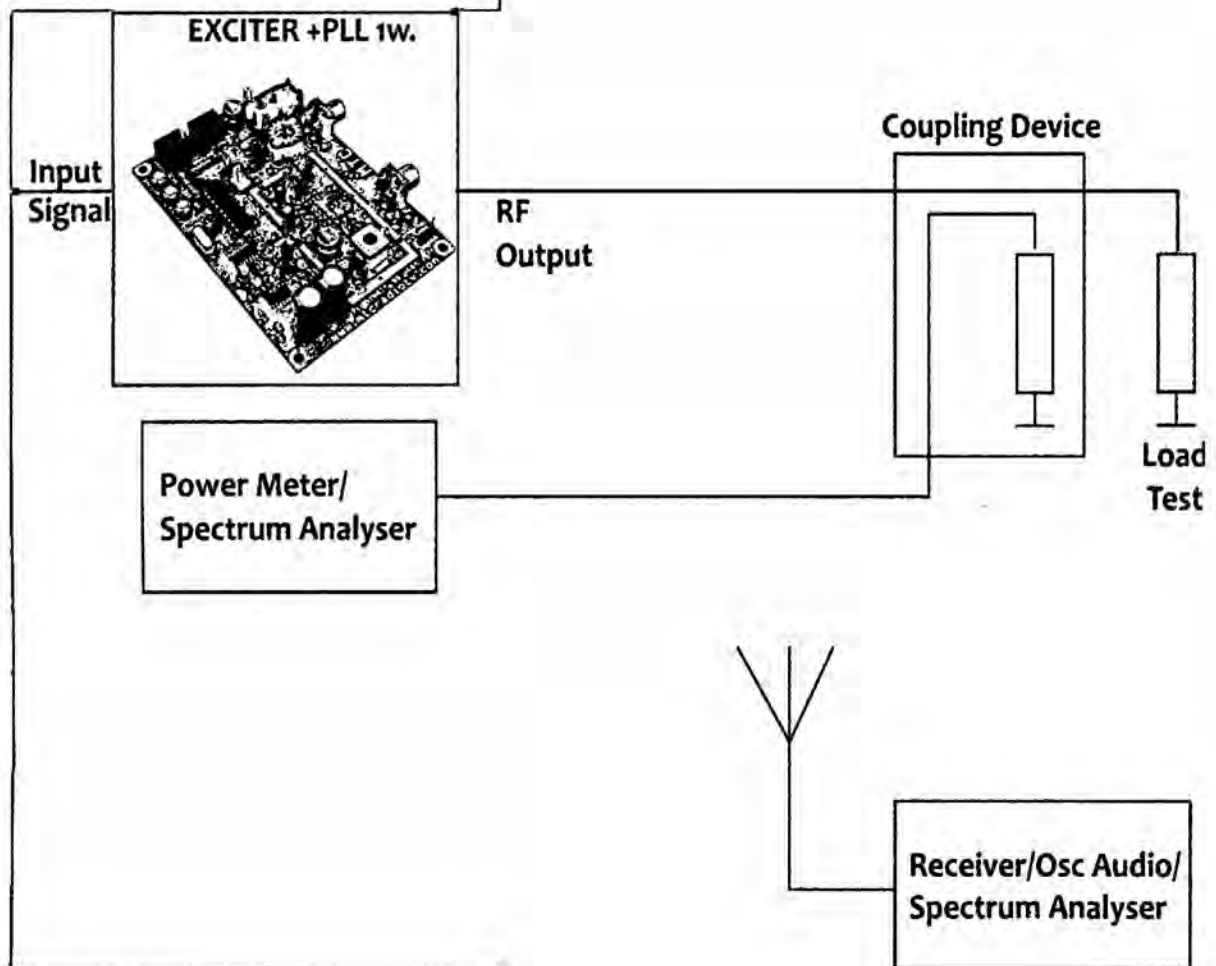 EXCITER +PLL 1w.
Input
Signal
RF
Output
Coupling Device
Load
Test
Power Meter/
Spectrum Analyser
Receiver/Osc Audio/
Spectrum Analyser